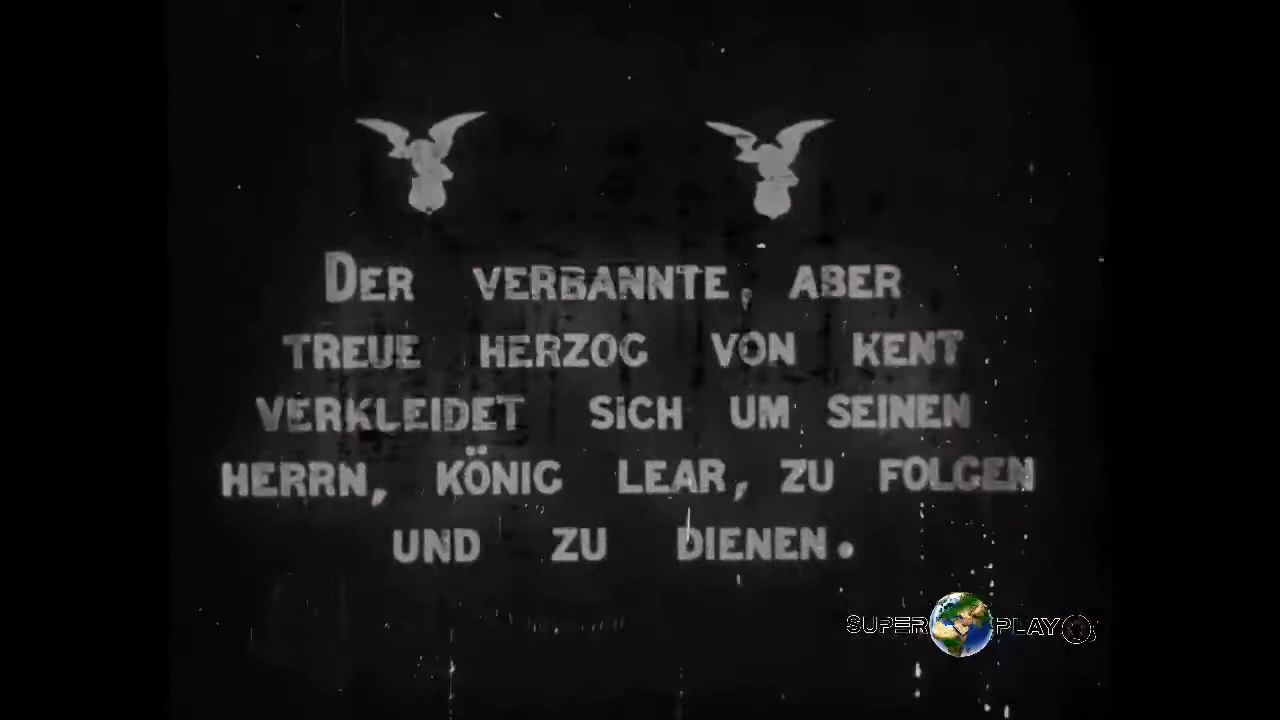 DER VERBANNTE, ABER
TREUE HERZOG VON KENT
VERKLEIDET SICH UM SEINEN
HERRN, KÖNIG LEAR, ZU FOLGEN
UND ZU DIENEN.
SUPER PLAY